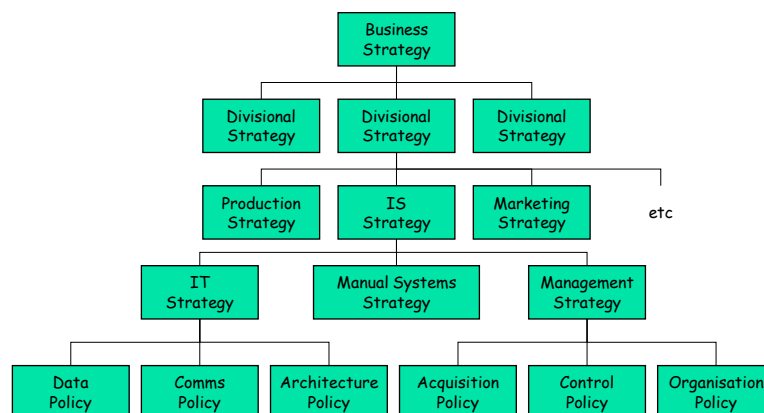 Business
Strategy
Divisional
Strategy
Divisional
Strategy
Divisional
Strategy
Production
Strategy
IS
Strategy
Marketing
Strategy
etc
IT
Strategy
Manual Systems
Strategy
Management
Strategy
Data
Policy
Comms
Policy
Architecture
Policy
Acquisition
Policy
Control
Policy
Organisation
Policy